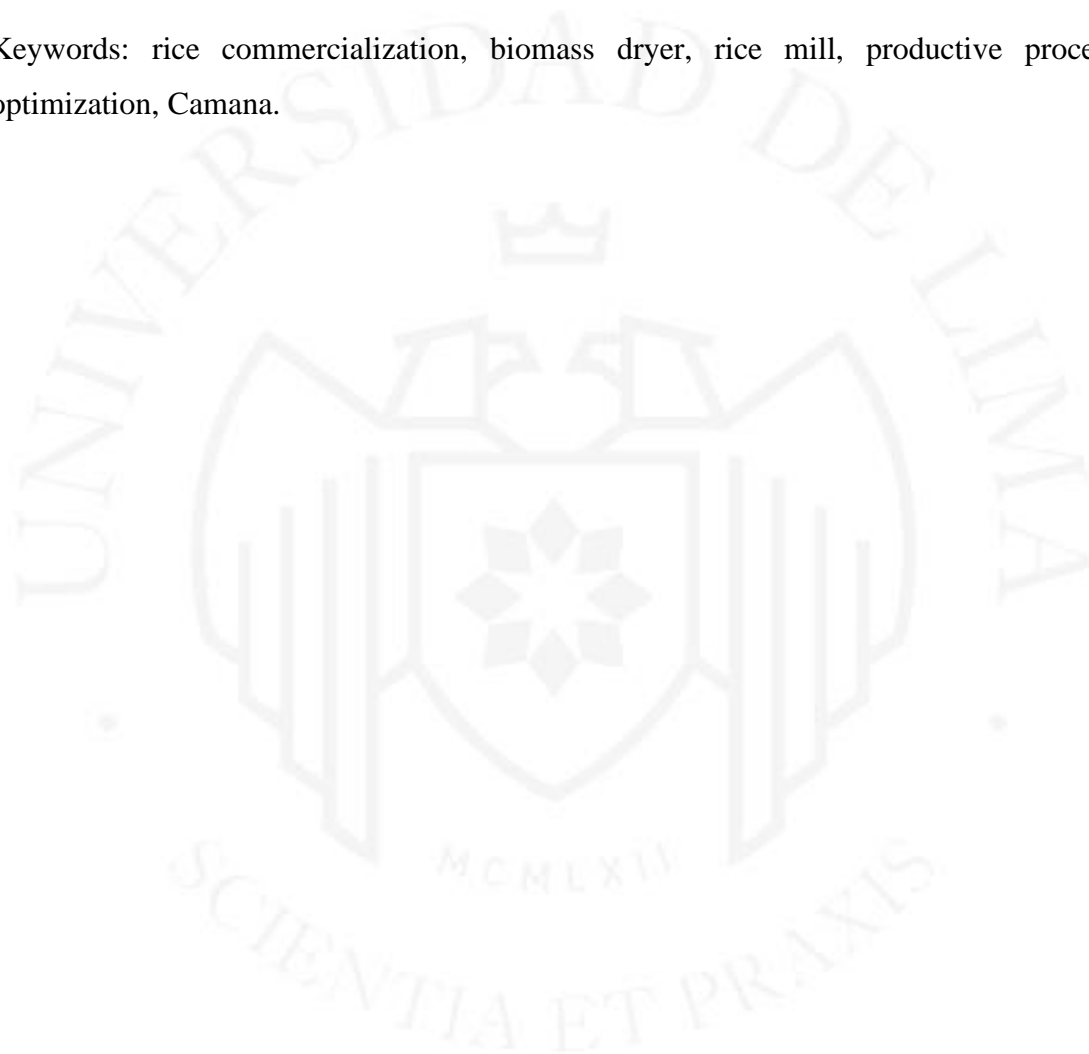 Keywords: rice commercialization, biomass dryer, rice mill, productive proce
optimization, Camana.
UNIVERSIDAD DE LIMA
MCMLXII
SCIENTIA ET PRAXIS